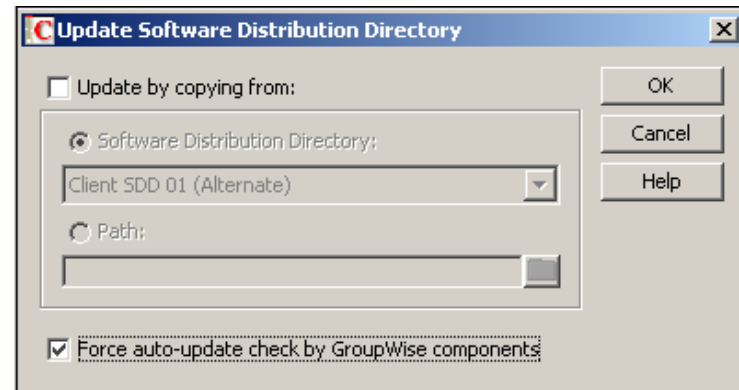 Update Software Distribution Directory
Update by copying from:
Software Distribution Directory:
Client SDD 01 (Alternate)
Path:
Force auto-update check by GroupWise components
OK
Cancel
Help